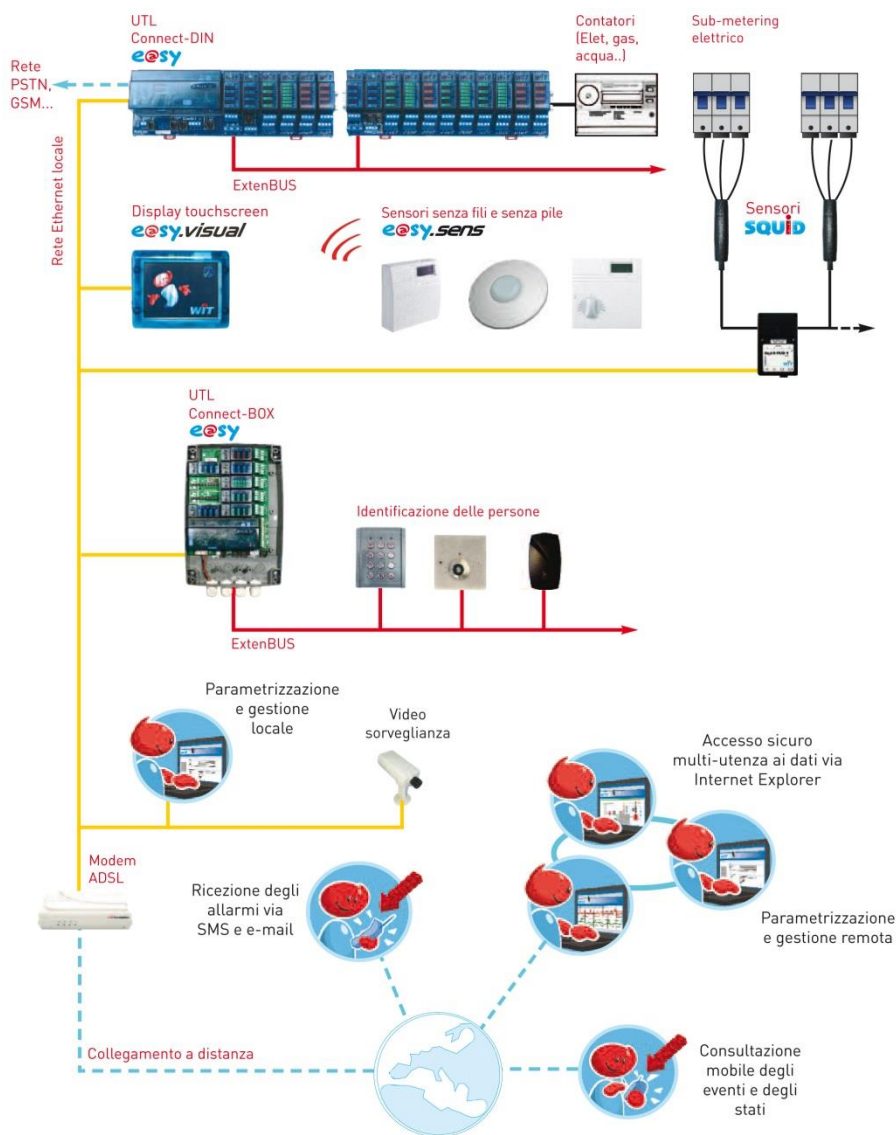 UTL
Connect-DIN
e@sy
Rete
PSTN,
GSM...
Contatori
(Elet, gas,
acqua..)
Sub-metering
elettrico
ExtenBUS
Rete Ethernet locale
Display touchscreen
e@sy.visual
WIT
Sensori senza fili e senza pile
e@sy.sens
Sensori
SQUID
UTL
Connect-BOX
e@sy
Identificazione delle persone
ExtenBUS
Parametrizzazione
e gestione
locale
Video
sorveglianza
Accesso sicuro
multi-utenza ai dati via
Internet Explorer
Modem
ADSL
Ricezione degli
allarmi via
SMS e e-mail
Parametrizzazione
e gestione remota
Collegamento a distanza
Consultazione
mobile degli
eventi e degli
stati